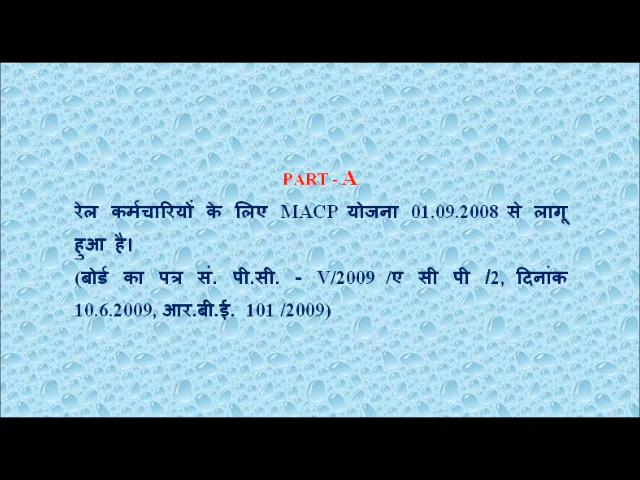 PART - A
रेल कर्मचारियों के लिए MACP योजना 01.09.2008 से लागू
हुआ है।
(बोर्ड का पत्र सं. पी.सी. - V/2009 /ए सी पी /2, दिनांक
10.6.2009, आर.बी.ई. 101 /2009)